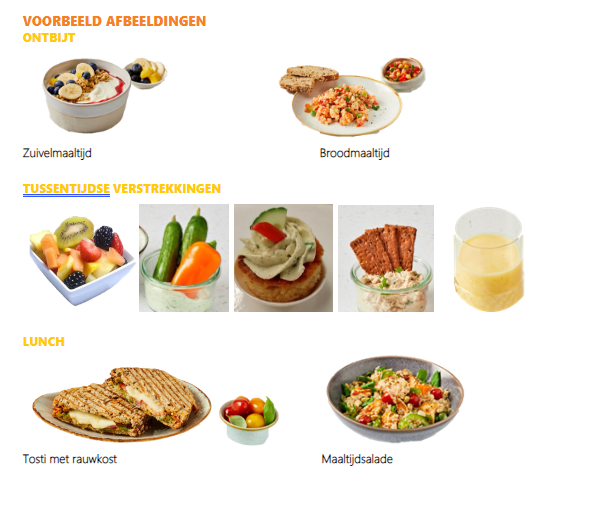 VOORBEELD AFBEELDINGEN
ONTBIJT
Zuivelmaaltijd
Broodmaaltijd
TUSSENTIJDSE VERSTREKKINGEN
LUNCH
Tosti met rauwkost
Maaltijdsalade